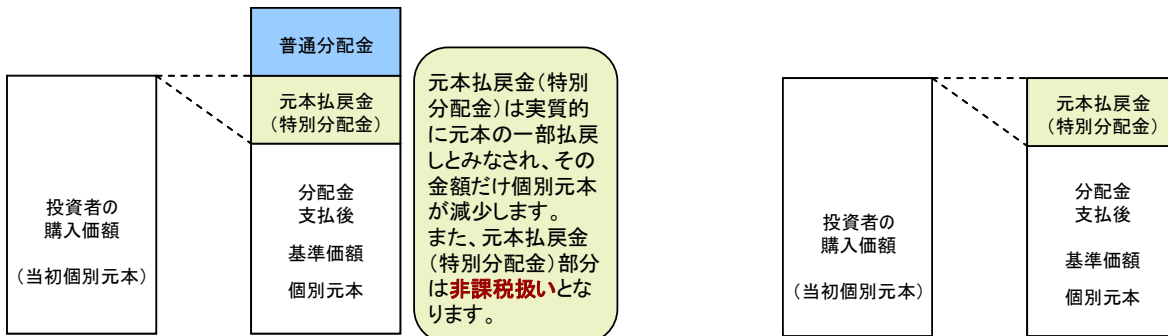 普通分配金
元本払戻金
（特別分配金）
投資者の
購入価額
（当初個別元本）
分配金
支払後
基準価額
個別元本
元本払戻金（特別
分配金）は実質的
に元本の一部払戻
しとみなされ、その
金額だけ個別元本
が減少します。
また、元本払戻金
（特別分配金）部分
は非課税扱いとな
ります。
元本払戻金
（特別分配金）
投資者の
購入価額
（当初個別元本）
分配金
支払後
基準価額
個別元本